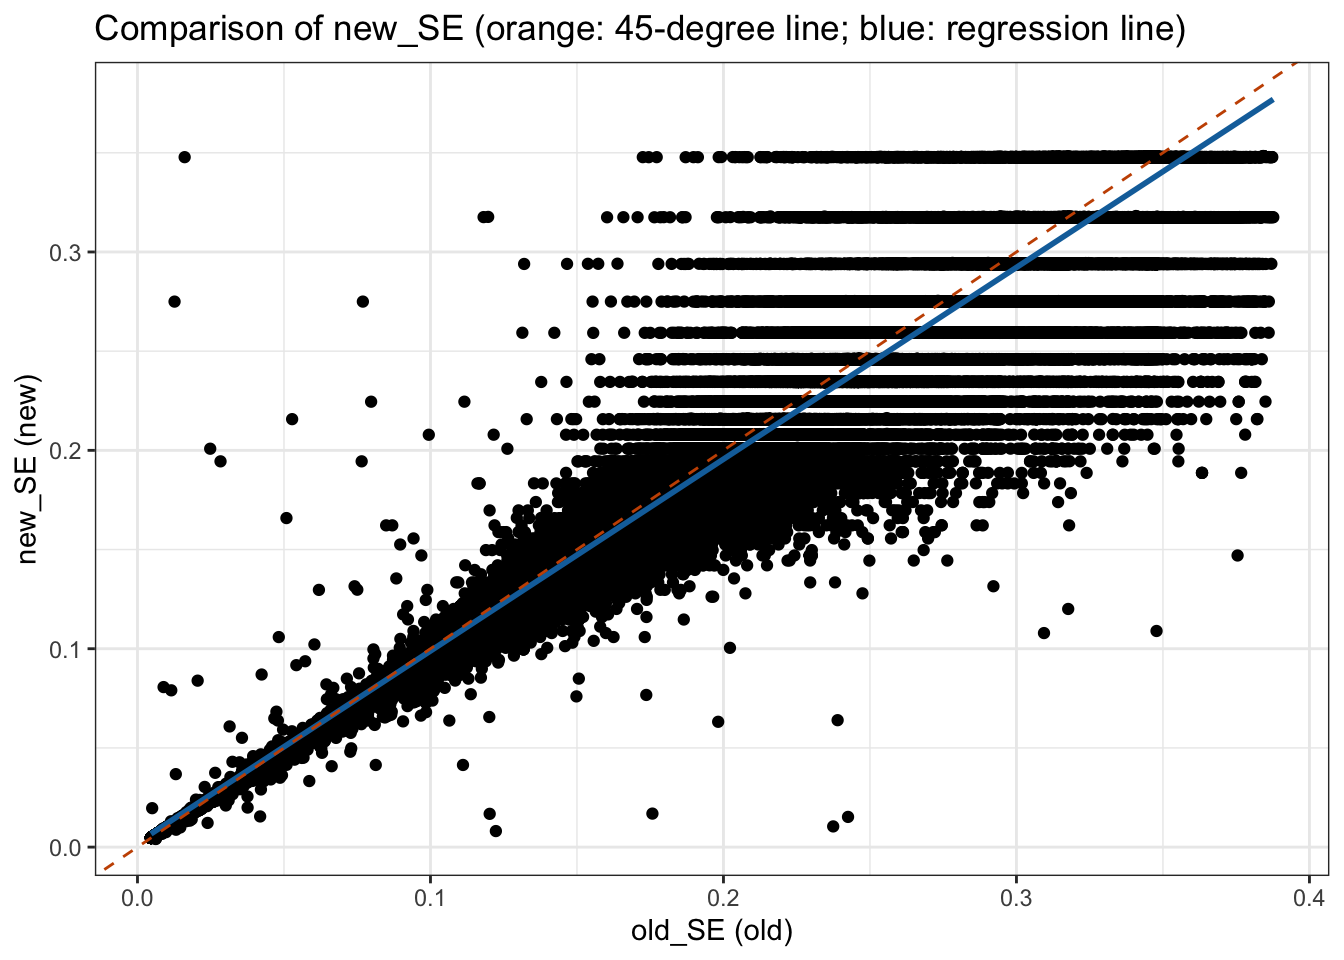 Comparison of new_SE (orange: 45-degree line; blue: regression line)
new_SE (new)
0.3
0.2
0.1
0.0
0.0 0.1 0.2 0.3 0.4
old_SE (old)